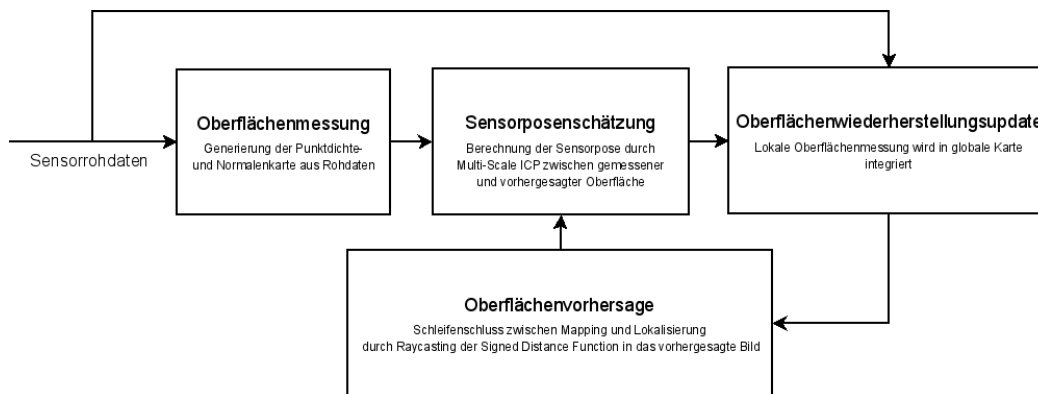 Sensorrohdaten
Oberflächenmessung
Generierung der Punktdichte-
und Normalenkarte aus Rohdaten
Sensorposenschätzung
Berechnung der Sensorpose durch
Multi-Scale ICP zwischen gemessener
und vorhergesagter Oberfläche
Oberflächenwiederherstellungsupdate
Lokale Oberflächenmessung wird in globale Karte
integriert
Oberflächenvorhersage
Schleifenschluss zwischen Mapping und Lokalisierung
durch Raycasting der Signed Distance Function in das vorhergesagte Bild